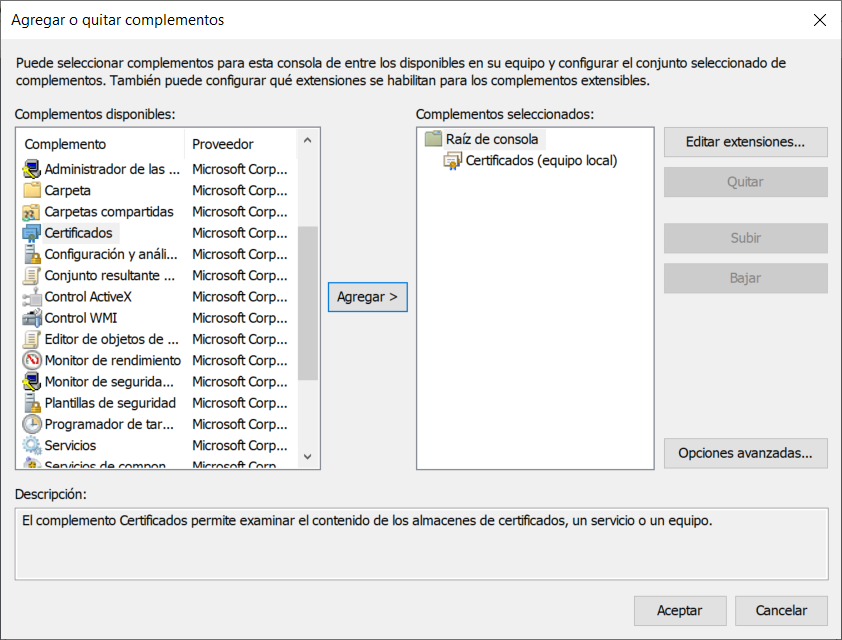 Agregar o quitar complementos
Puede seleccionar complementos para esta consola de entre los disponibles en su equipo y configurar el conjunto seleccionado de
complementos. También puede configurar qué extensiones se habilitan para los complementos extensibles.
Complementos disponibles:
Complemento Proveedor
Administrador de las ... Microsoft Corp...
Carpeta Microsoft Corp...
Carpetas compartidas Microsoft Corp...
Certificados Microsoft Corp...
Configuración y análi... Microsoft Corp...
Conjunto resultante ... Microsoft Corp...
Control ActiveX Microsoft Corp...
Control WMI Microsoft Corp...
Editor de objetos de ... Microsoft Corp...
Monitor de rendimiento Microsoft Corp...
Monitor de segurida... Microsoft Corp...
Plantillas de seguridad Microsoft Corp...
Programador de tar... Microsoft Corp...
Servicios Microsoft Corp...
Servicios de compon Microsoft Corp
Agregar >
Complementos seleccionados:
Raíz de consola
Certificados (equipo local)
Editar extensiones...
Quitar
Subir
Bajar
Opciones avanzadas...
Descripción:
El complemento Certificados permite examinar el contenido de los almacenes de certificados, un servicio o un equipo.
Aceptar
Cancelar